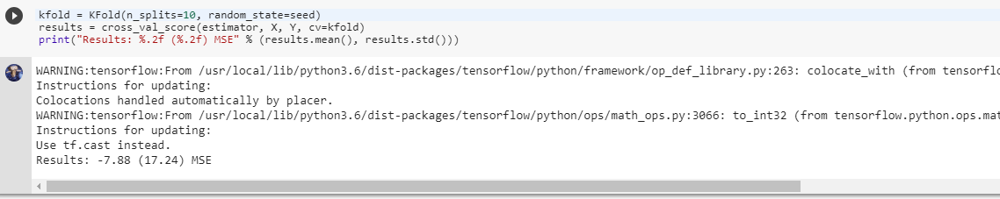 kfold = KFold(n_splits=10, random_state=seed)
results = cross_val_score(estimator, X, Y, cv=kfold)
print("Results: %.2f (%.2f) MSE" % (results.mean(), results.std()))
WARNING:tensorflow:From /usr/local/lib/python3.6/dist-packages/tensorflow/python/framework/op_def_library.py:263: colocate_with (from tensorflo
Instructions for updating:
Colocations handled automatically by placer.
WARNING:tensorflow:From /usr/local/lib/python3.6/dist-packages/tensorflow/python/ops/math_ops.py:3066: to_int32 (from tensorflow.python.ops.mat
Instructions for updating:
Use tf.cast instead.
Results: -7.88 (17.24) MSE